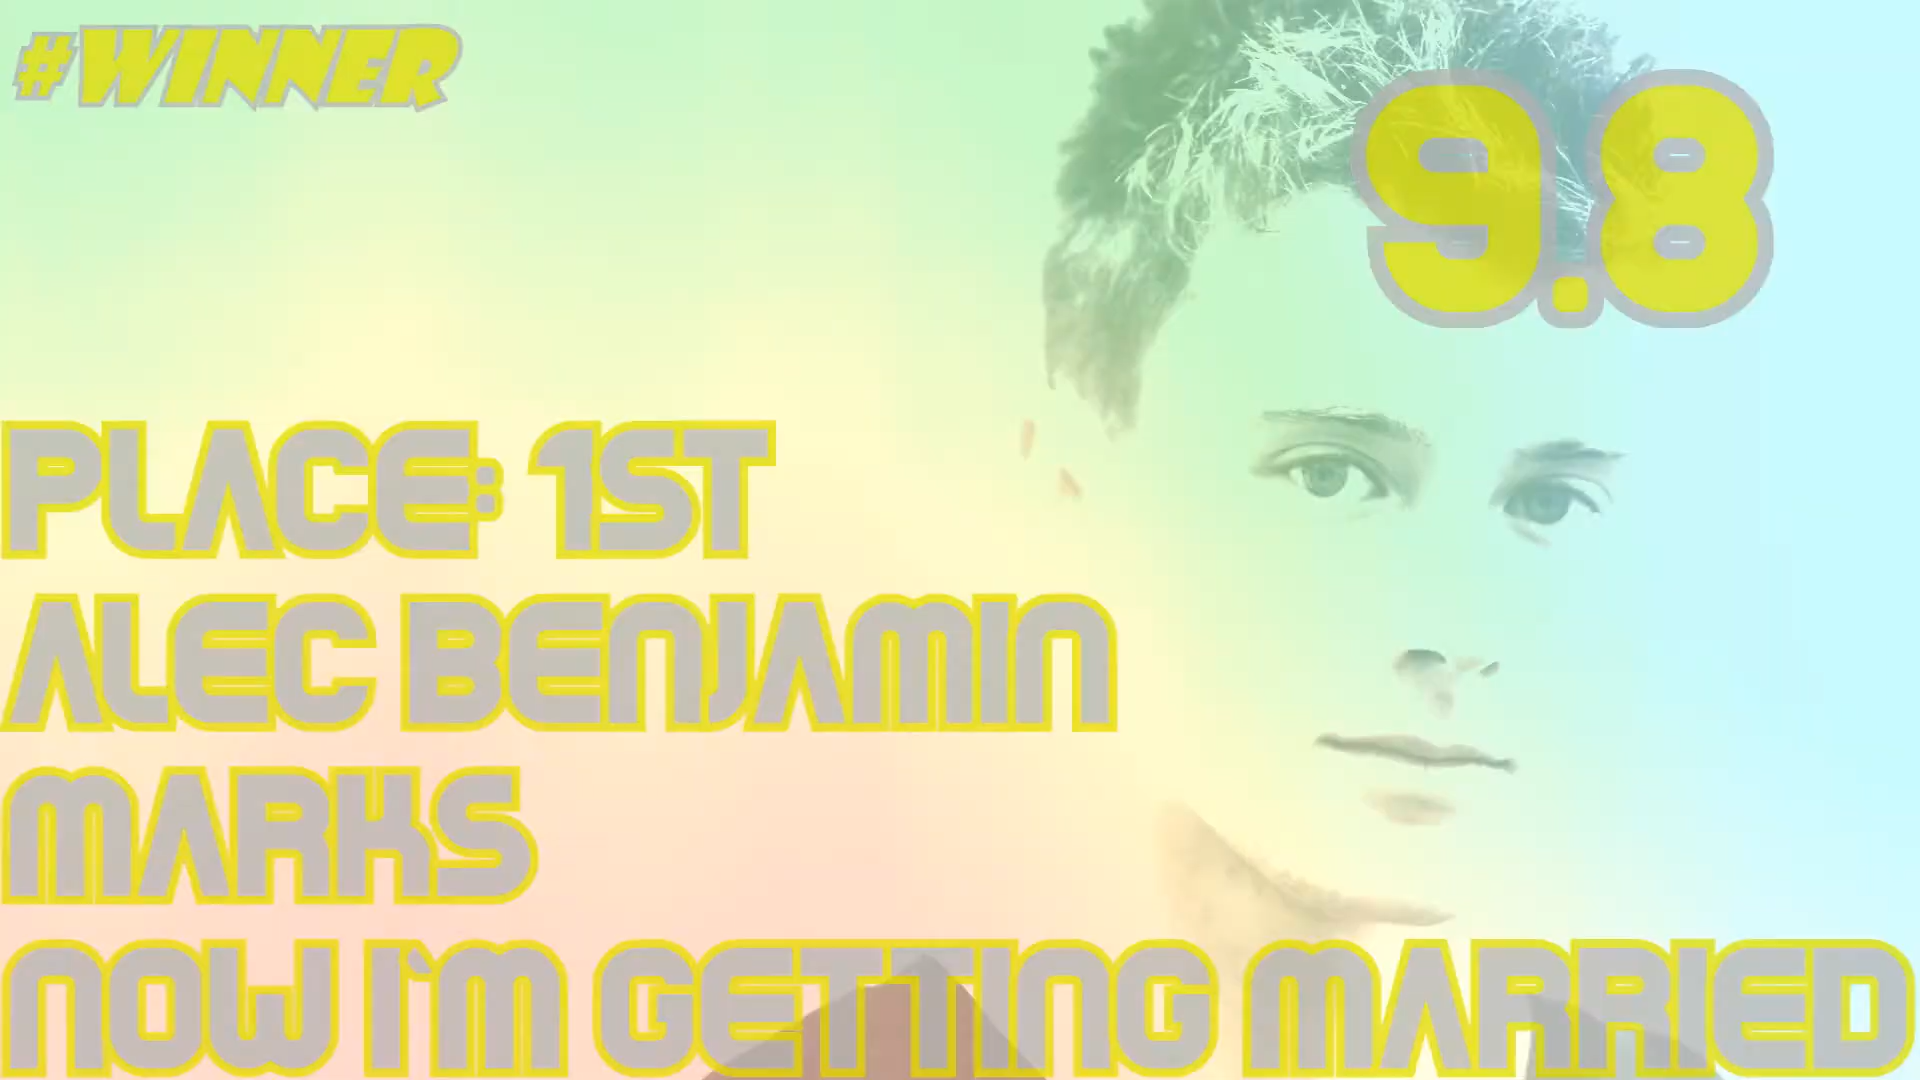 #WINNER
9.8
PLACE: 1ST
ALEC BENJAMIN
MARKS
NOW I'M GETTING MARRIED